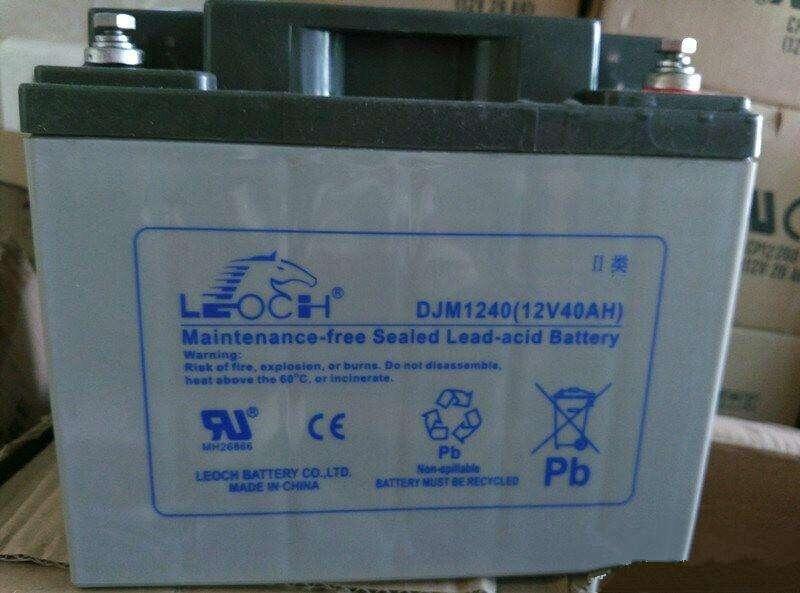 II 类
LEOCH®
DJM1240(12V40AH)
Maintenance-free Sealed Lead-acid Battery
Warning:
Risk of fire, explosion, or burns. Do not disassemble,
heat above the 60°C, or incinerate.
RU®
MH26866
CE
Pb
Non-spillable
BATTERY MUST BE RECYCLED
Pb
LEOCH BATTERY CO.,LTD.
MADE IN CHINA